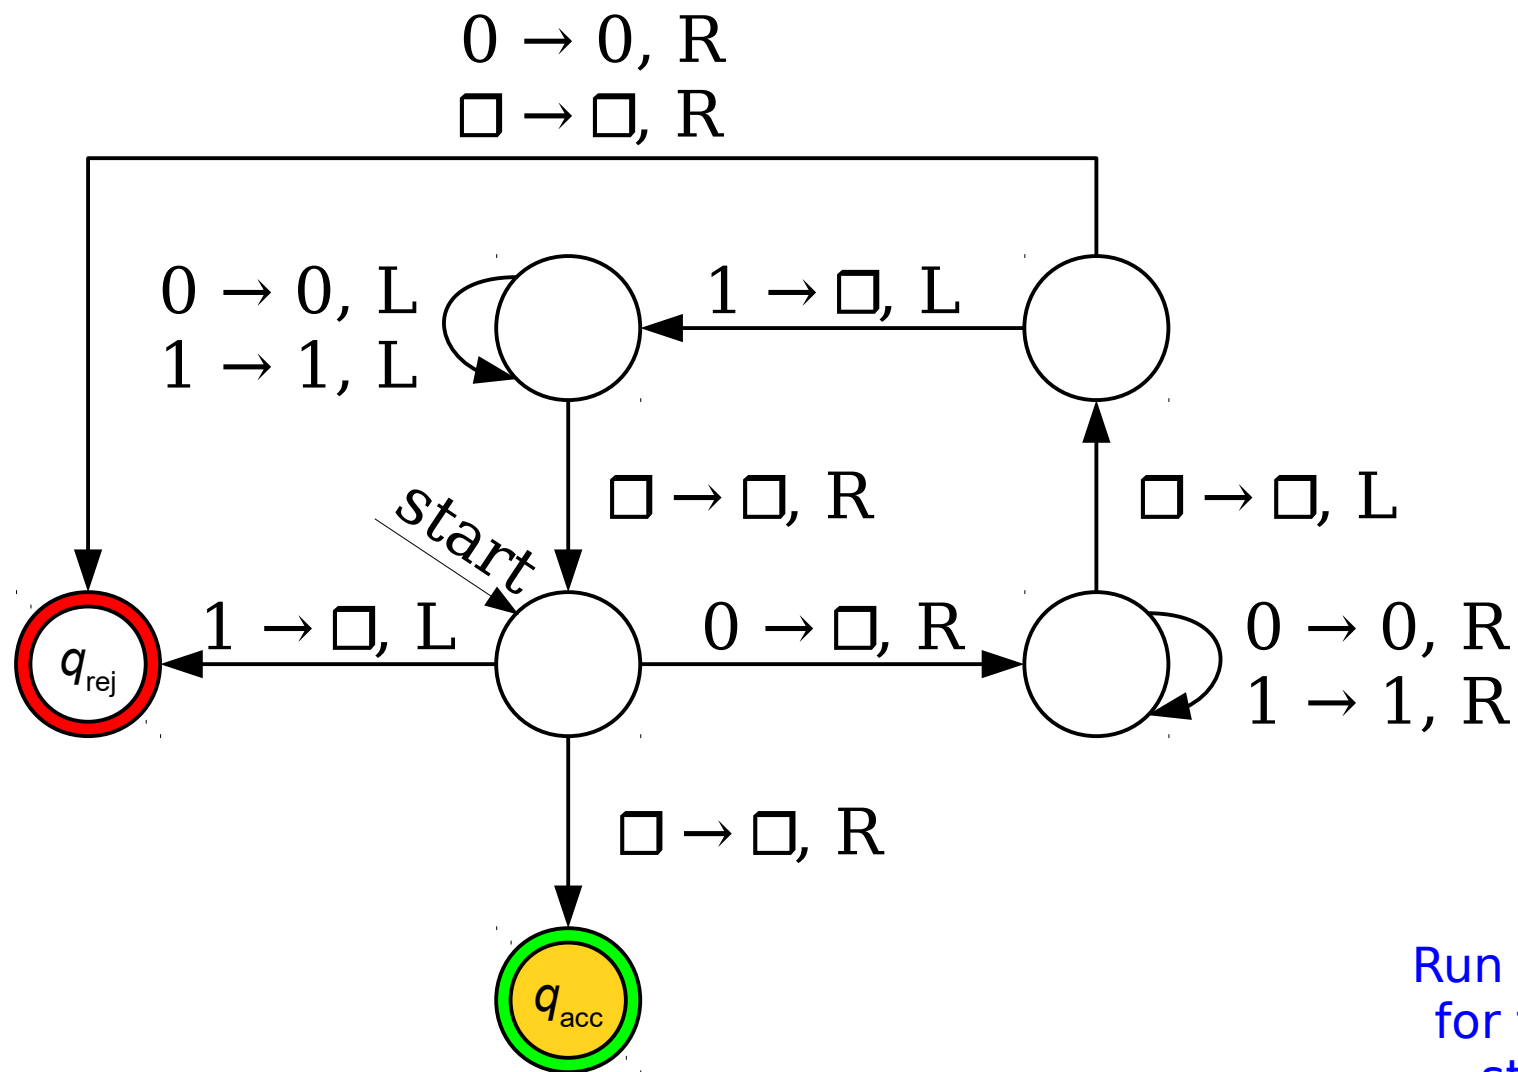 0 → 0, R
☐ → ☐, R
0 → 0, L
1 → 1, L
1 → ☐, L
☐ → ☐, R
☐ → ☐, L
start
q_rej
1 → ☐, L
0 → ☐, R
0 → 0, R
1 → 1, R
☐ → ☐, R
q_acc
Run
for